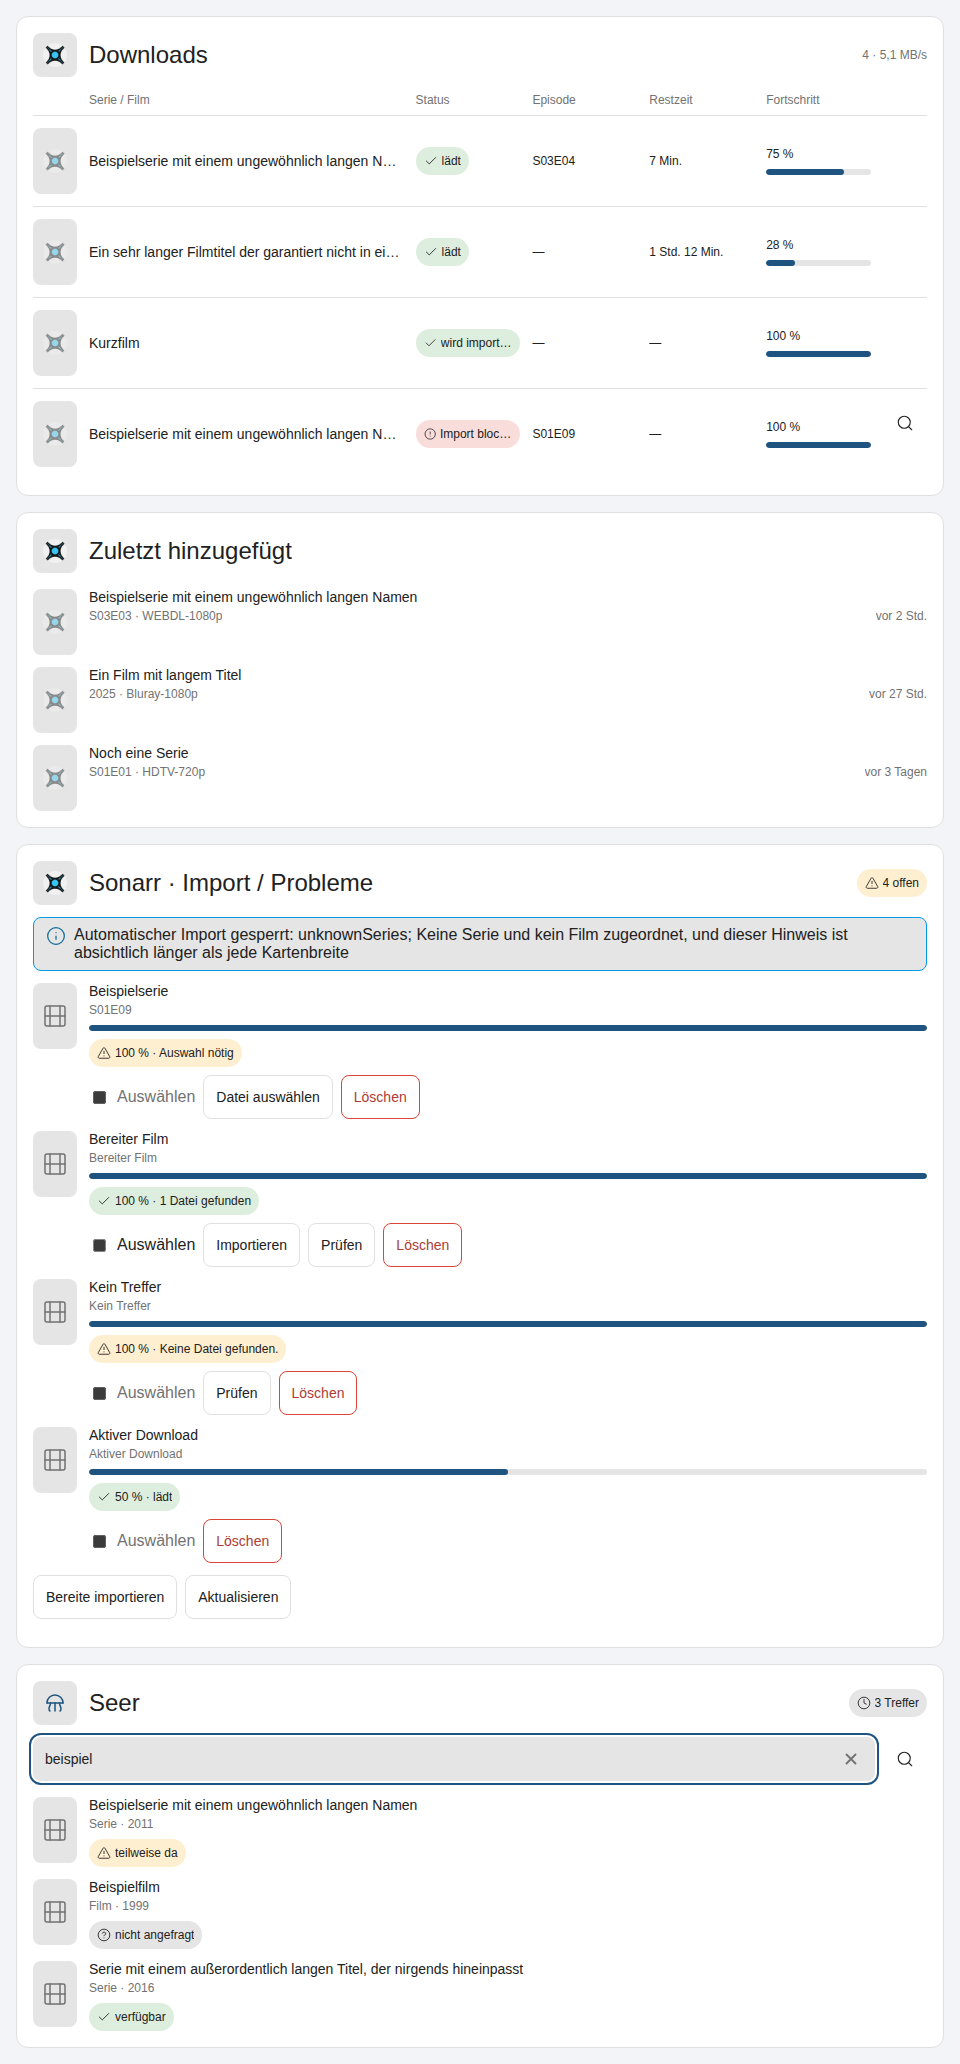 Downloads
4 · 5,1 MB/s
Serie / Film Status Episode Restzeit Fortschritt
Beispielserie mit einem ungewöhnlich langen N… lädt S03E04 7 Min. 75 %
Ein sehr langer Filmtitel der garantiert nicht in ei… lädt — 1 Std. 12 Min. 28 %
Kurzfilm wird import… — — 100 %
Beispielserie mit einem ungewöhnlich langen N… Import bloc… S01E09 — 100 %
Zuletzt hinzugefügt
Beispielserie mit einem ungewöhnlich langen Namen
S03E03 · WEBDL-1080p vor 2 Std.
Ein Film mit langem Titel
2025 · Bluray-1080p vor 27 Std.
Noch eine Serie
S01E01 · HDTV-720p vor 3 Tagen
Sonarr · Import / Probleme 4 offen
Automatischer Import gesperrt: unknownSeries; Keine Serie und kein Film zugeordnet, und dieser Hinweis ist
absichtlich länger als jede Kartenbreite
Beispielserie
S01E09
100 % · Auswahl nötig
Auswählen Datei auswählen Löschen
Bereiter Film
Bereiter Film
100 % · 1 Datei gefunden
Auswählen Importieren Prüfen Löschen
Kein Treffer
Kein Treffer
100 % · Keine Datei gefunden.
Auswählen Prüfen Löschen
Aktiver Download
Aktiver Download
50 % · lädt
Auswählen Löschen
Bereite importieren Aktualisieren
Seer 3 Treffer
beispiel
Beispielserie mit einem ungewöhnlich langen Namen
Serie · 2011
teilweise da
Beispielfilm
Film · 1999
nicht angefragt
Serie mit einem außerordentlich langen Titel, der nirgends hineinpasst
Serie · 2016
verfügbar